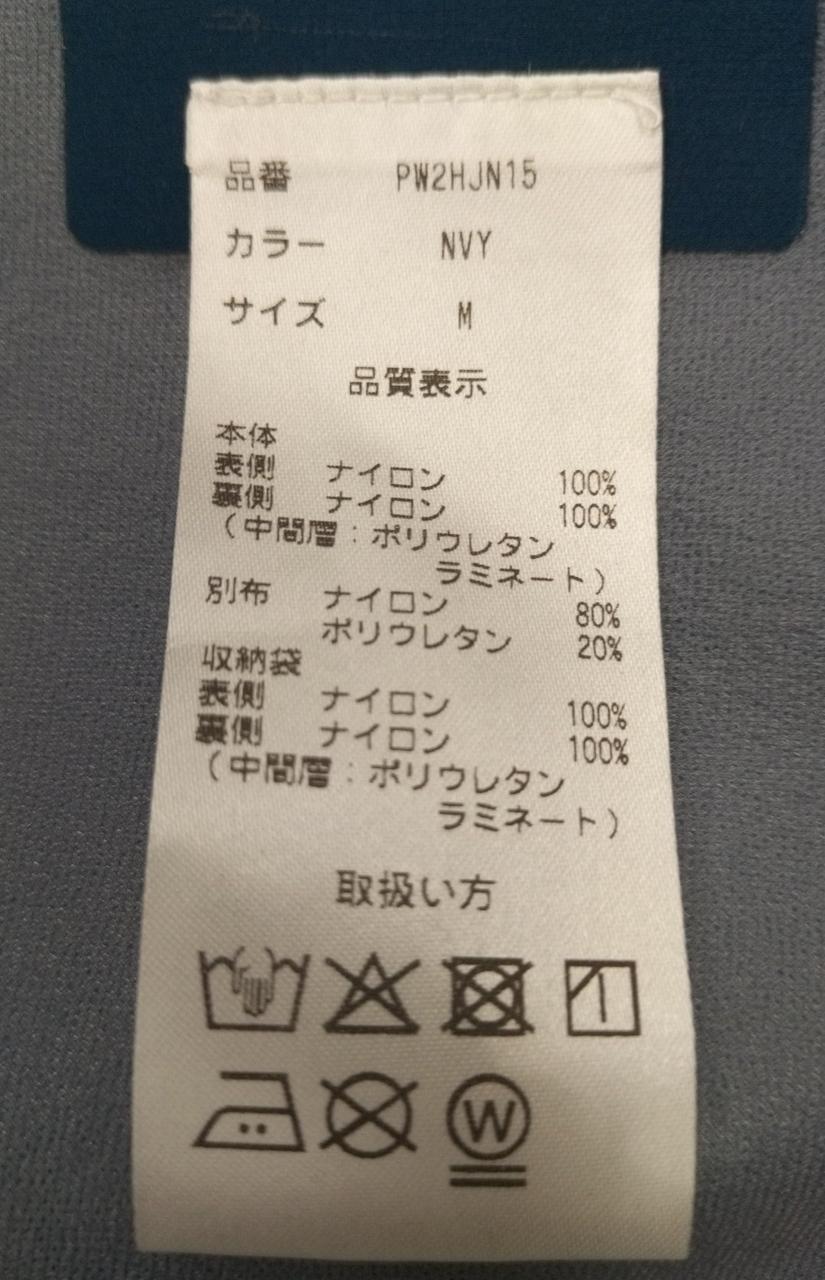 品番 PW2HJN15
カラー NVY
サイズ M
品質表示
本体
表側 ナイロン 100%
裏側 ナイロン 100%
(中間層:ポリウレタン
ラミネート)
別布 ナイロン 80%
ポリウレタン 20%
収納袋
表側 ナイロン 100%
裏側 ナイロン 100%
(中間層:ポリウレタン
ラミネート)
取扱い方
W